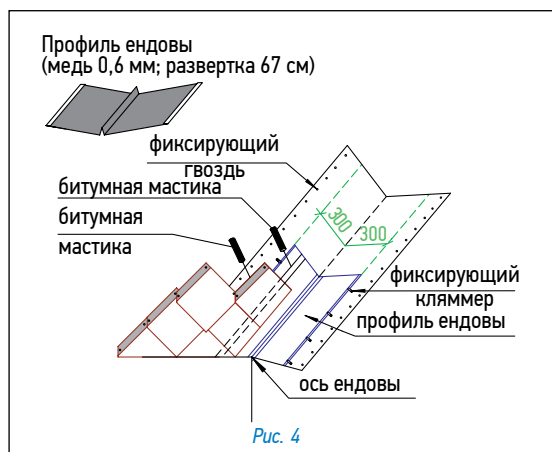 Профиль ендовы
(медь 0,6 мм; развертка 67 см)
фиксирующий
гвоздь
битумная мастика
битумная
мастика
300
300
фиксирующий
кляммер
профиль ендовы
ось ендовы
Рис. 4